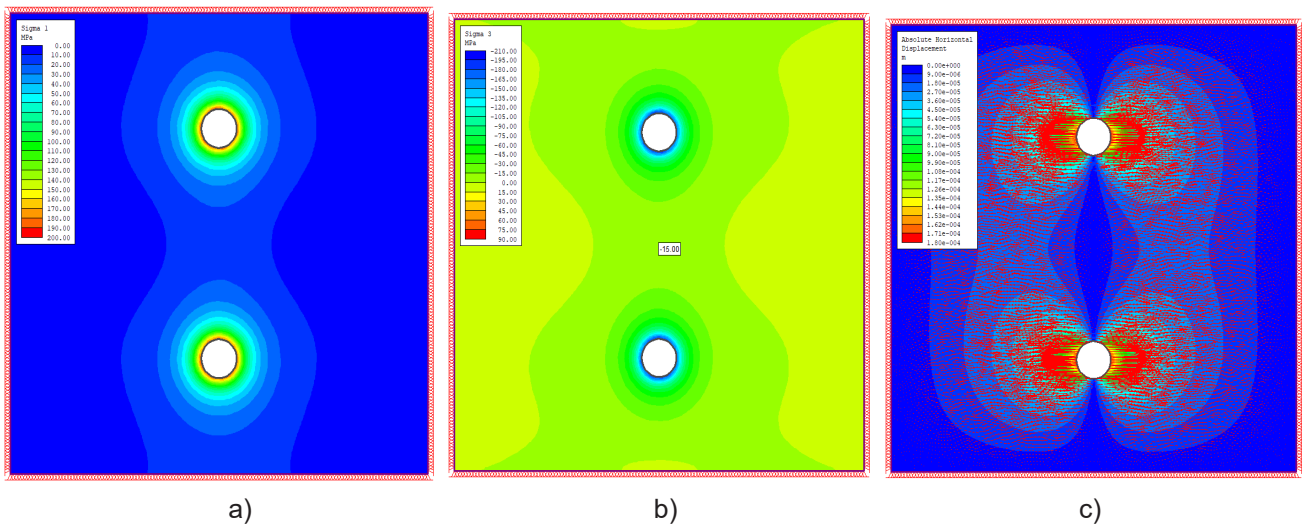 Sigma 1
MPa
0.00
10.00
20.00
30.00
40.00
50.00
60.00
70.00
80.00
90.00
100.00
110.00
120.00
130.00
140.00
150.00
160.00
170.00
180.00
190.00
200.00
a)
Sigma 3
MPa
-210.00
-195.00
-180.00
-165.00
-150.00
-135.00
-120.00
-105.00
-90.00
-75.00
-60.00
-45.00
-30.00
-15.00
0.00
15.00
30.00
45.00
60.00
75.00
90.00
-15.00
b)
Absolute Horizontal
Displacement
m
0.00e+000
9.00e-006
1.80e-005
2.70e-005
3.60e-005
4.50e-005
5.40e-005
6.30e-005
7.20e-005
8.10e-005
9.00e-005
9.90e-005
1.08e-004
1.17e-004
1.26e-004
1.35e-004
1.44e-004
1.53e-004
1.62e-004
1.71e-004
1.80e-004
c)